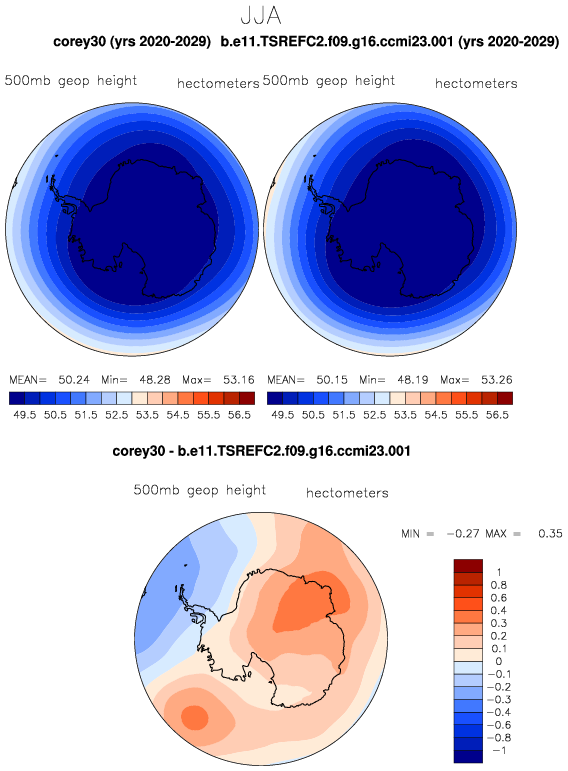 JJA
corey30 (yrs 2020-2029) b.e11.TSREFC2.f09.g16.ccmi23.001 (yrs 2020-2029)
500mb geop height hectometers 500mb geop height hectometers
MEAN= 50.24 Min= 48.28 Max= 53.16 MEAN= 50.15 Min= 48.19 Max= 53.26
49.5 50.5 51.5 52.5 53.5 54.5 55.5 56.5 49.5 50.5 51.5 52.5 53.5 54.5 55.5 56.5
corey30 - b.e11.TSREFC2.f09.g16.ccmi23.001
500mb geop height hectometers
MIN = -0.27 MAX = 0.35
1
0.8
0.6
0.4
0.3
0.2
0.1
0
-0.1
-0.2
-0.3
-0.4
-0.6
-0.8
-1